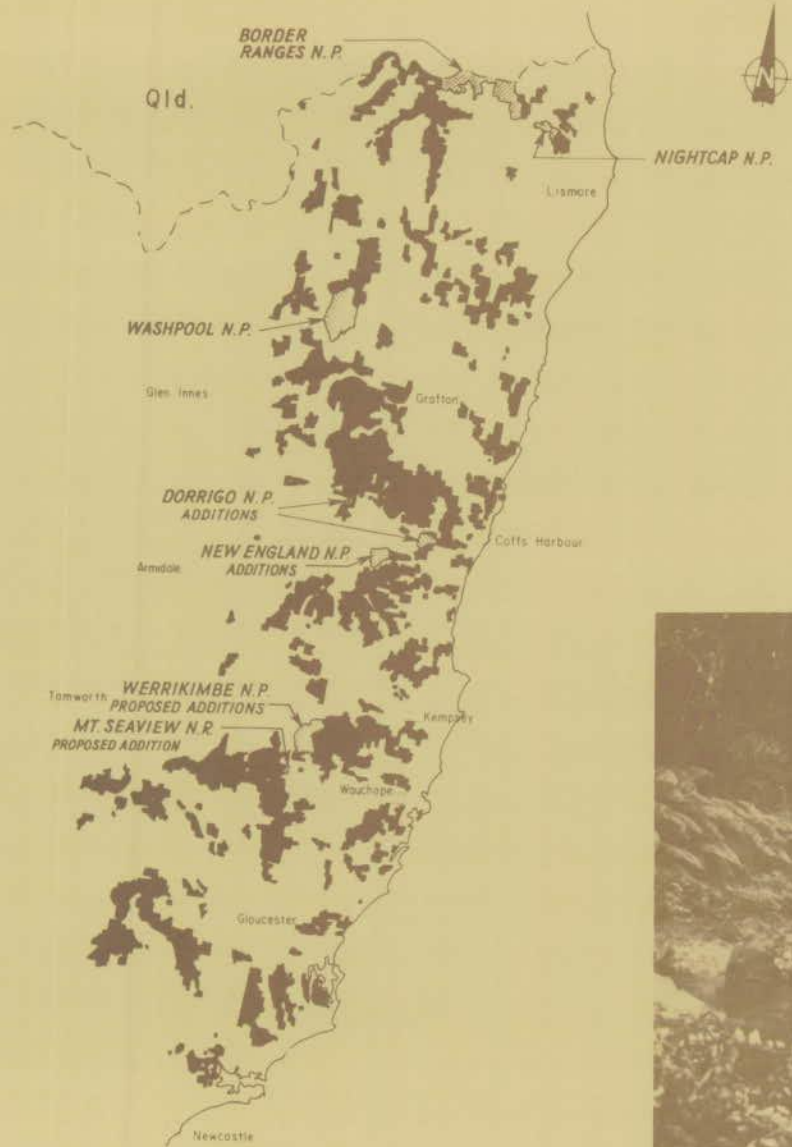 BORDER
RANGES N.P.
Qld.
N
NIGHTCAP N.P.
Lismore
WASHPOOL N.P.
Glen Innes
Grafton
DORRIGO N.P.
ADDITIONS
Coffs Harbour
NEW ENGLAND N.P.
ADDITIONS
Armidale
Tamworth
WERRIKIMBE N.P.
PROPOSED ADDITIONS
Kempsey
MT. SEAVIEW N.R.
PROPOSED ADDITION
Wauchope
Gloucester
Newcastle